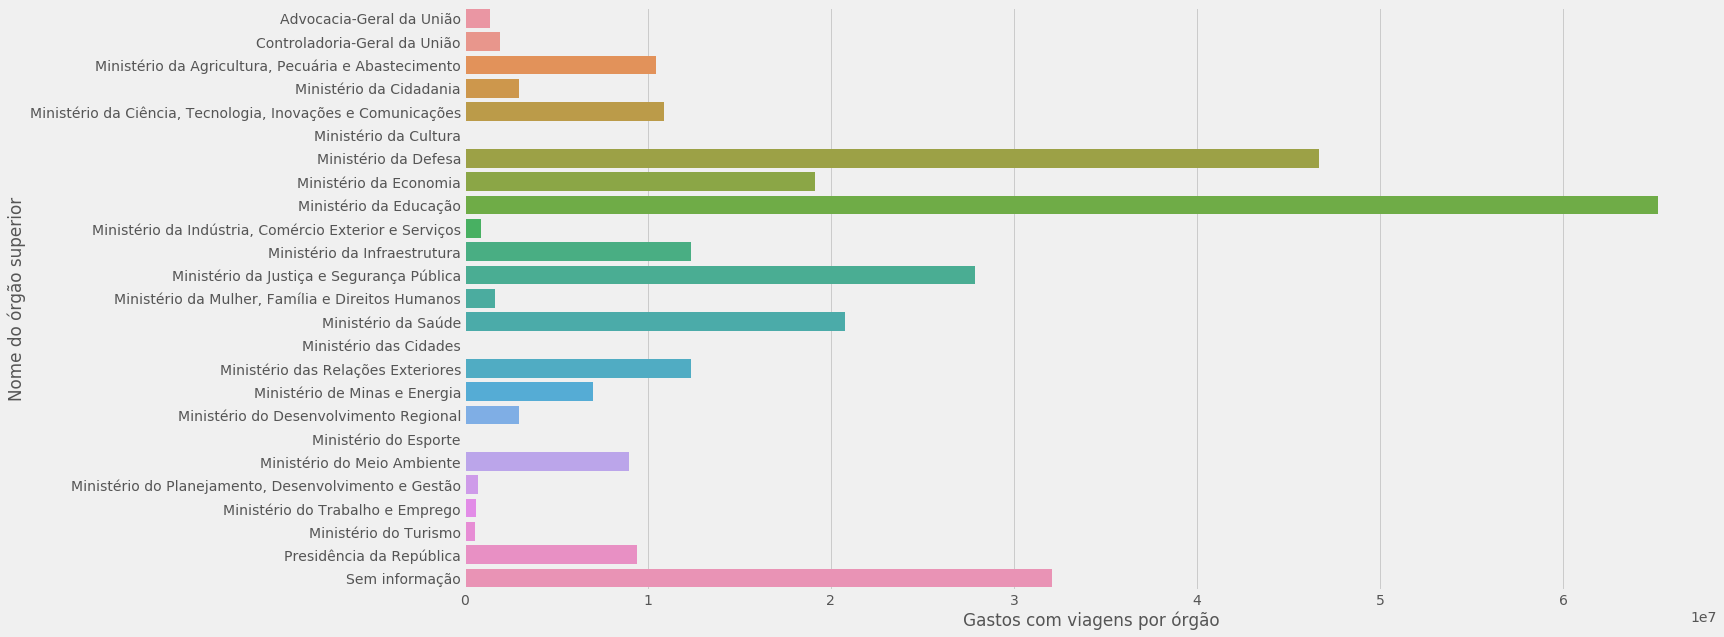 Nome do órgão superior
Advocacia-Geral da União
Controladoria-Geral da União
Ministério da Agricultura, Pecuária e Abastecimento
Ministério da Cidadania
Ministério da Ciência, Tecnologia, Inovações e Comunicações
Ministério da Cultura
Ministério da Defesa
Ministério da Economia
Ministério da Educação
Ministério da Indústria, Comércio Exterior e Serviços
Ministério da Infraestrutura
Ministério da Justiça e Segurança Pública
Ministério da Mulher, Família e Direitos Humanos
Ministério da Saúde
Ministério das Cidades
Ministério das Relações Exteriores
Ministério de Minas e Energia
Ministério do Desenvolvimento Regional
Ministério do Esporte
Ministério do Meio Ambiente
Ministério do Planejamento, Desenvolvimento e Gestão
Ministério do Trabalho e Emprego
Ministério do Turismo
Presidência da República
Sem informação
0 1 2 3 4 5 6
Gastos com viagens por órgão
1e7